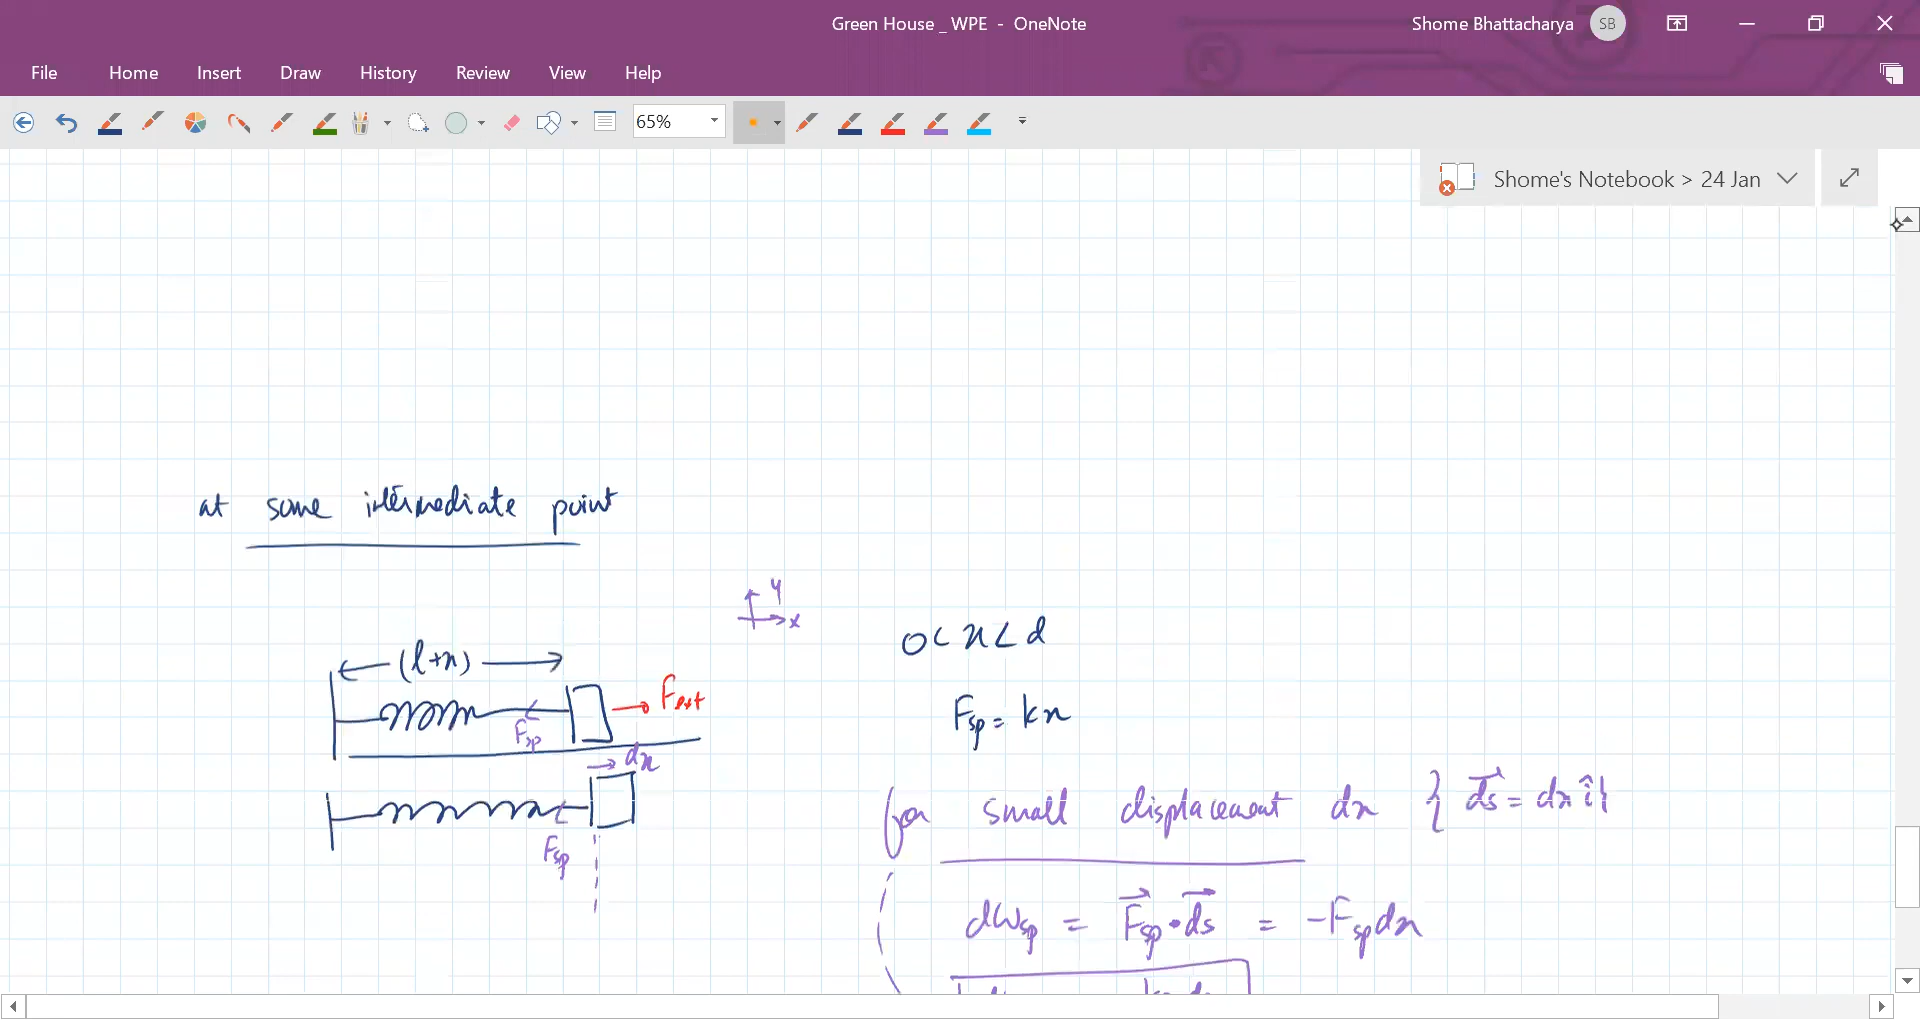 Green House _ WPE - OneNote
Shome Bhattacharya SB
File Home Insert Draw History Review View Help
65%
Shome's Notebook > 24 Jan
at some intermediate point
y
x
(l+x)
Fsp
Fext
dx
Fsp
0 < x < d
Fsp = kx
for small displacement dx { ds = dx î }
dWsp = Fsp • ds = -Fsp dx